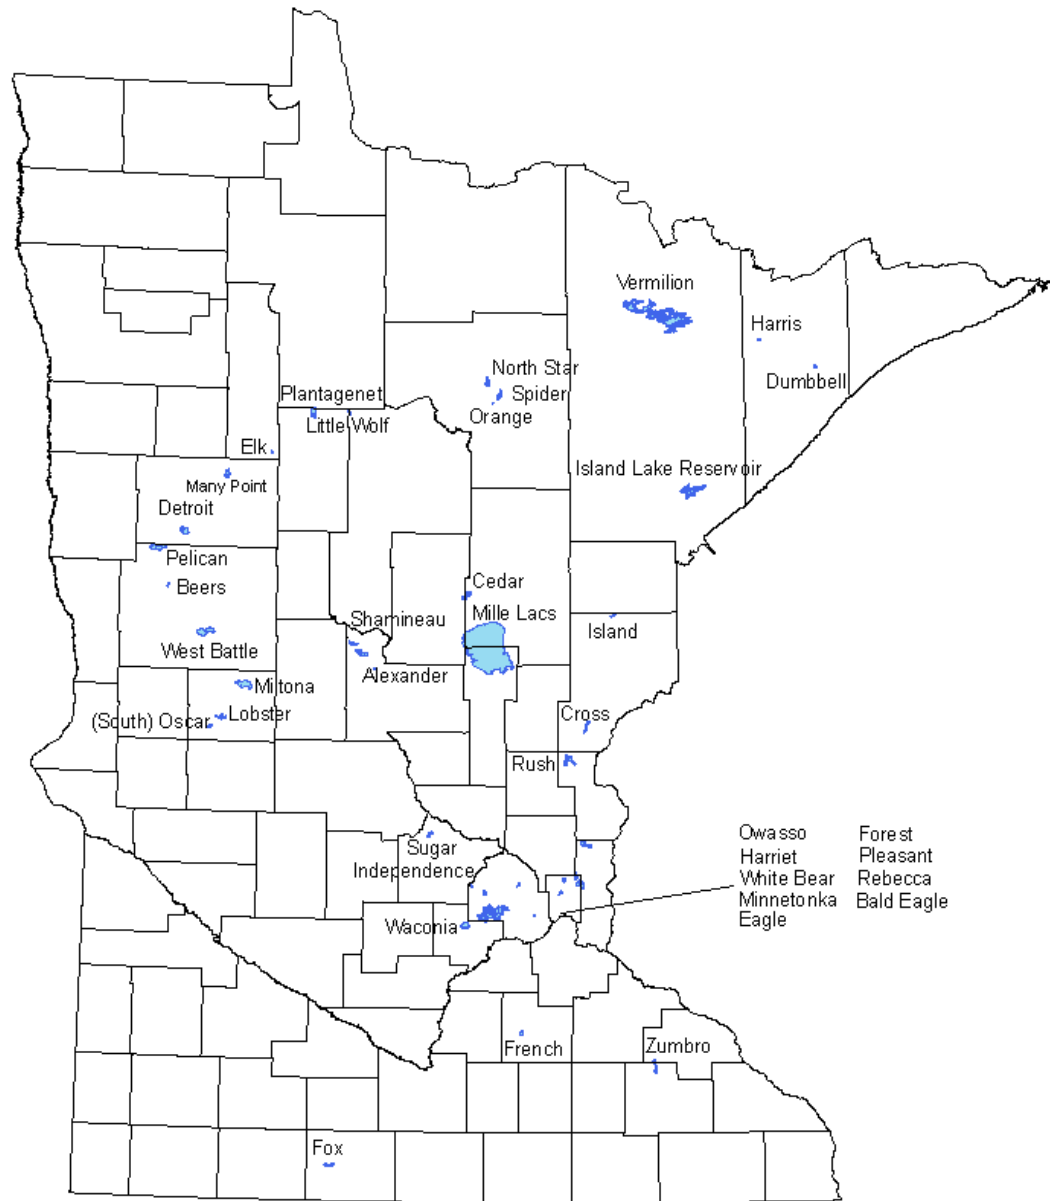 Vermilion
Harris
North Star
Spider
Dumbbell
Plantagenet
Orange
Little Wolf
Elk
Island Lake Reservoir
Many Point
Detroit
Pelican
Cedar
Beers
Mille Lacs
Shamineau
Island
West Battle
Alexander
Miltona
Lobster
(South) Oscar
Cross
Rush
Owasso Forest
Sugar
Harriet Pleasant
Independence
White Bear Rebecca
Minnetonka Bald Eagle
Eagle
Waconia
French
Zumbro
Fox